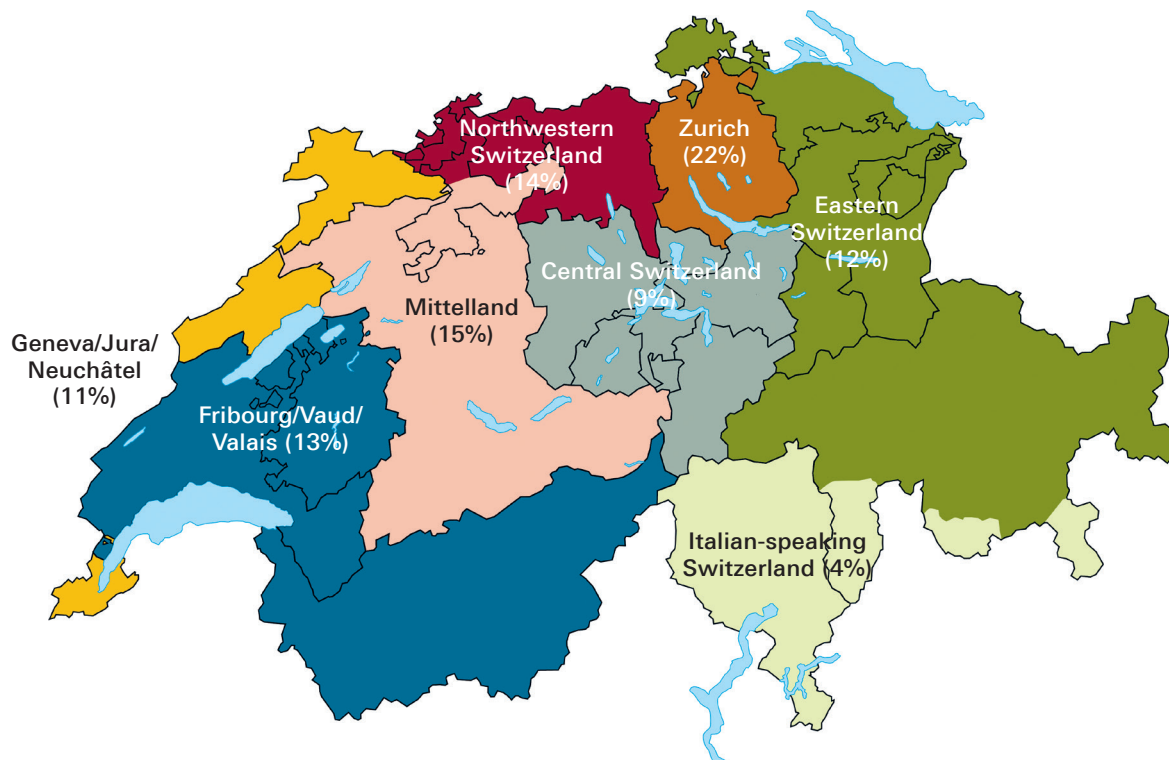 Northwestern
Switzerland
(14%)
Zurich
(22%)
Eastern
Switzerland
(12%)
Central Switzerland
(9%)
Mittelland
(15%)
Geneva/Jura/
Neuchâtel
(11%)
Fribourg/Vaud/
Valais (13%)
Italian-speaking
Switzerland (4%)